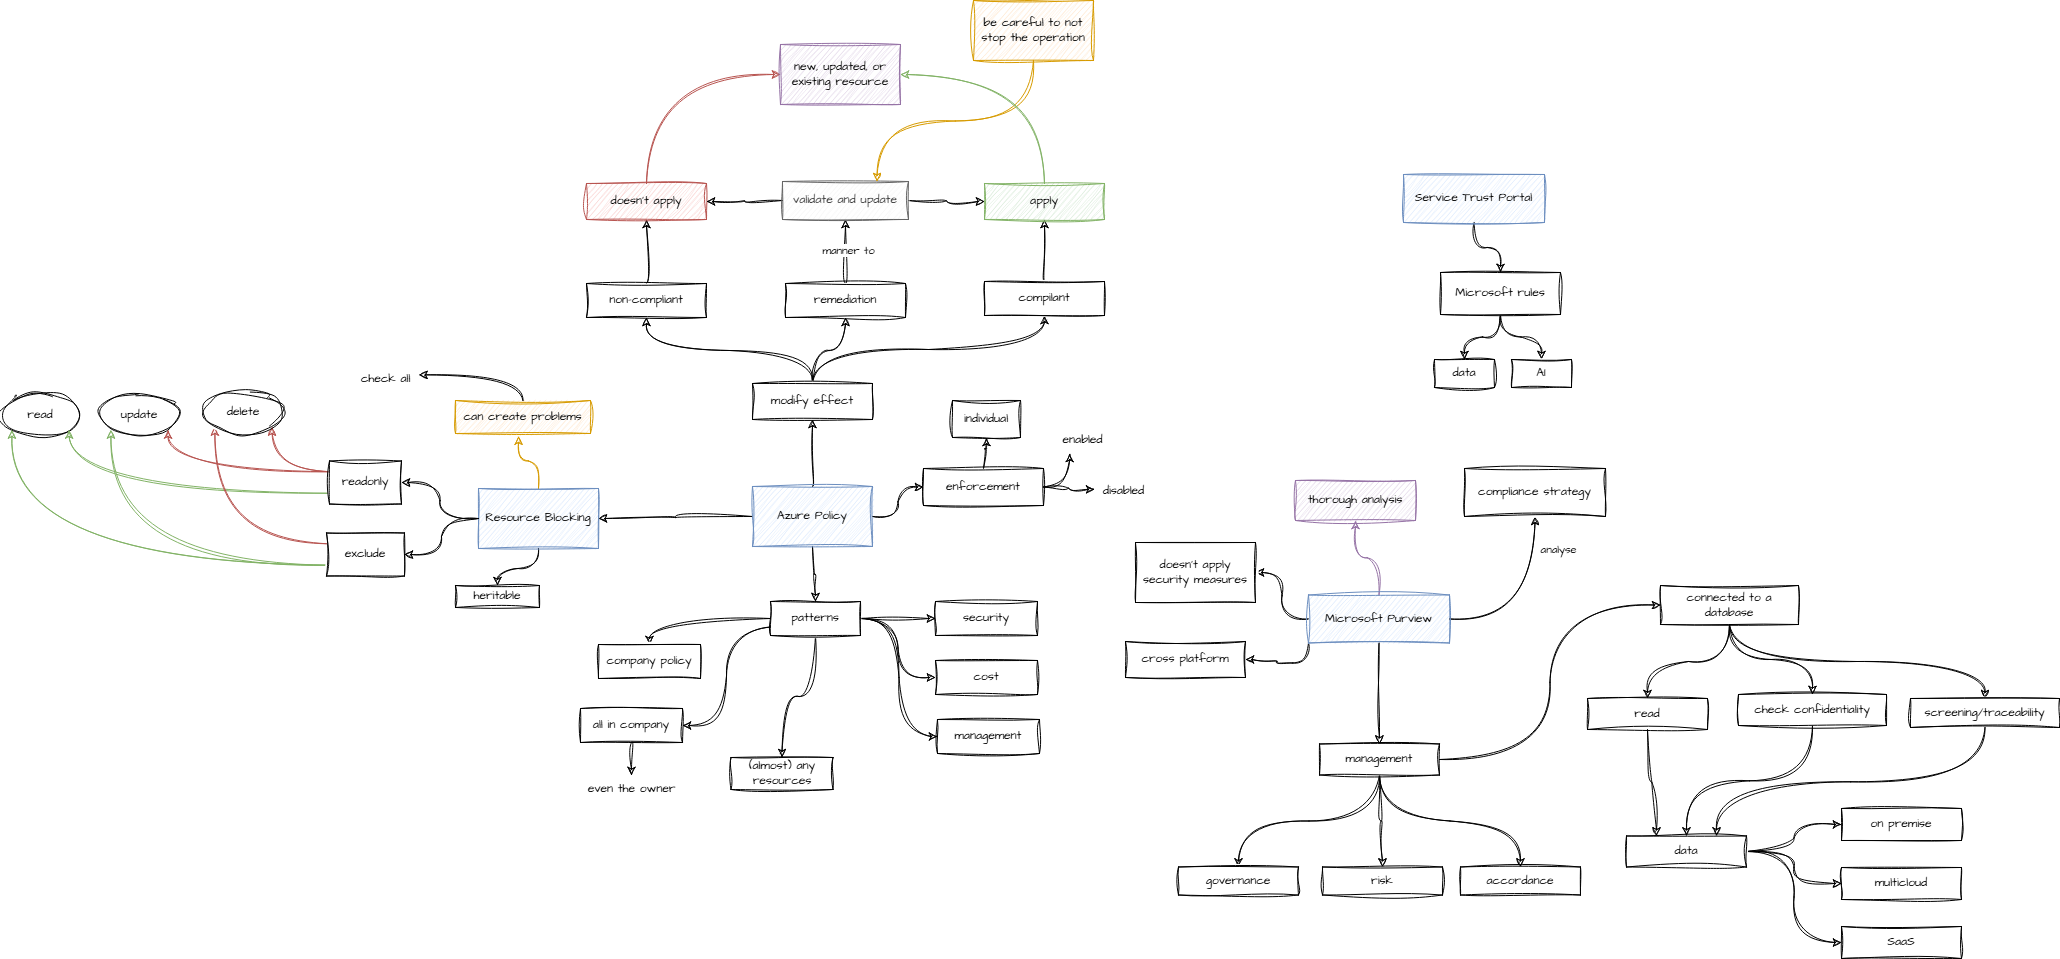 be careful to not
stop the operation
new, updated, or
existing resource
doesn't apply
validate and update
apply
Service Trust Portal
manner to
non-compliant
remediation
compilant
Microsoft rules
data
AI
check all
modify effect
read
update
delete
can create problems
individual
enabled
readonly
enforcement
disabled
compliance strategy
thorough analysis
Resource Blocking
Azure Policy
analyse
exclude
doesn't apply
security measures
heritable
patterns
security
Microsoft Purview
connected to a
database
company policy
cost
cross platform
all in company
management
read
check confidentiality
screening/traceability
(almost) any
resources
even the owner
management
on premise
data
governance
risk
accordance
multicloud
SaaS